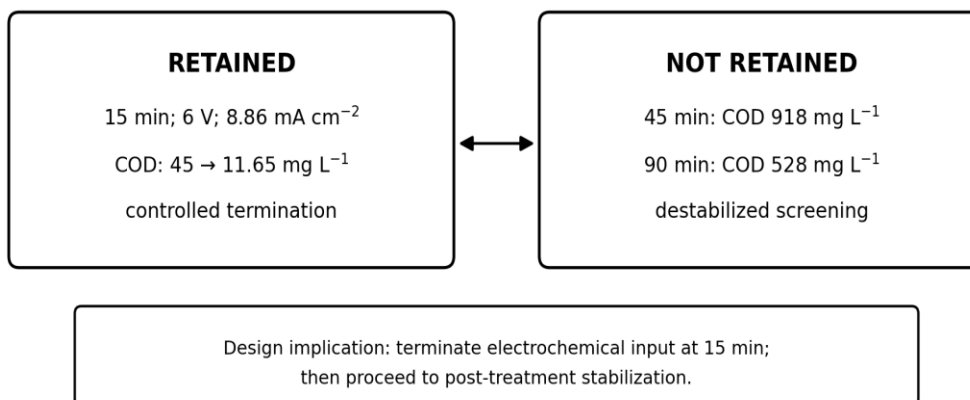 RETAINED
15 min; 6 V; 8.86 mA cm⁻²
COD: 45 → 11.65 mg L⁻¹
controlled termination
NOT RETAINED
45 min: COD 918 mg L⁻¹
90 min: COD 528 mg L⁻¹
destabilized screening
Design implication: terminate electrochemical input at 15 min;
then proceed to post-treatment stabilization.